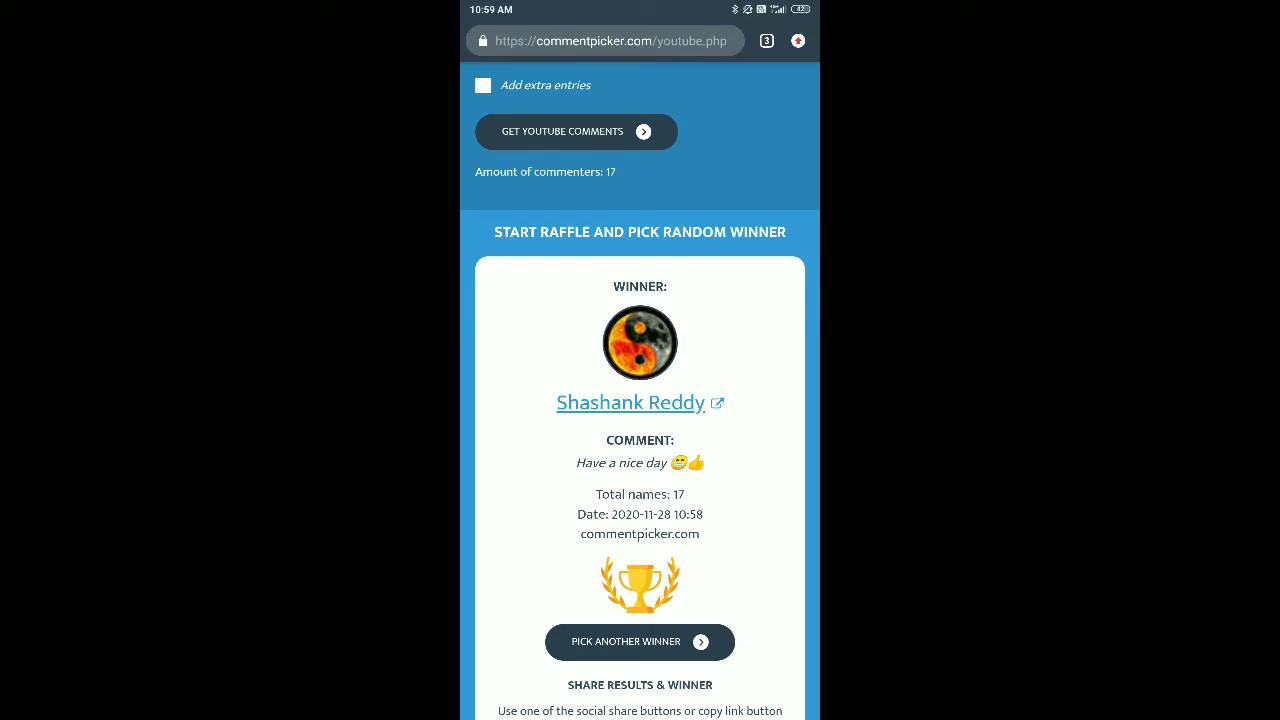 10:59 AM
42
https://commentpicker.com/youtube.php
3
Add extra entries
GET YOUTUBE COMMENTS
Amount of commenters: 17
START RAFFLE AND PICK RANDOM WINNER
WINNER:
Shashank Reddy
COMMENT:
Have a nice day 😁👍
Total names: 17
Date: 2020-11-28 10:58
commentpicker.com
PICK ANOTHER WINNER
SHARE RESULTS & WINNER
Use one of the social share buttons or copy link button